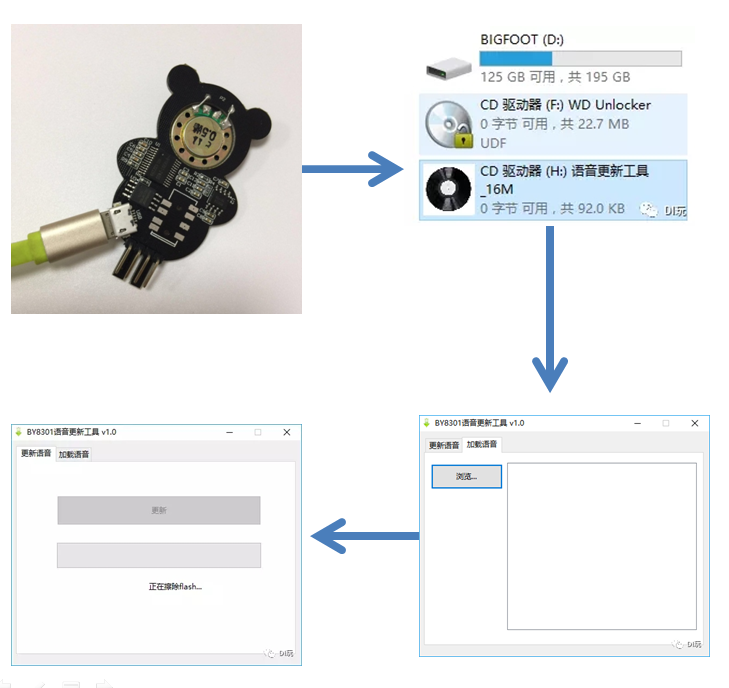 BIGFOOT (D:)
125 GB 可用，共 195 GB
CD 驱动器 (F:) WD Unlocker
0 字节 可用，共 22.7 MB
UDF
CD 驱动器 (H:) 语音更新工具
_16M
0 字节 可用，共 92.0 KB
DI玩
BY8301语音更新工具 v1.0
更新语音
加载语音
浏览...
DI玩
BY8301语音更新工具 v1.0
更新语音
加载语音
更新
正在擦除flash...
DI玩